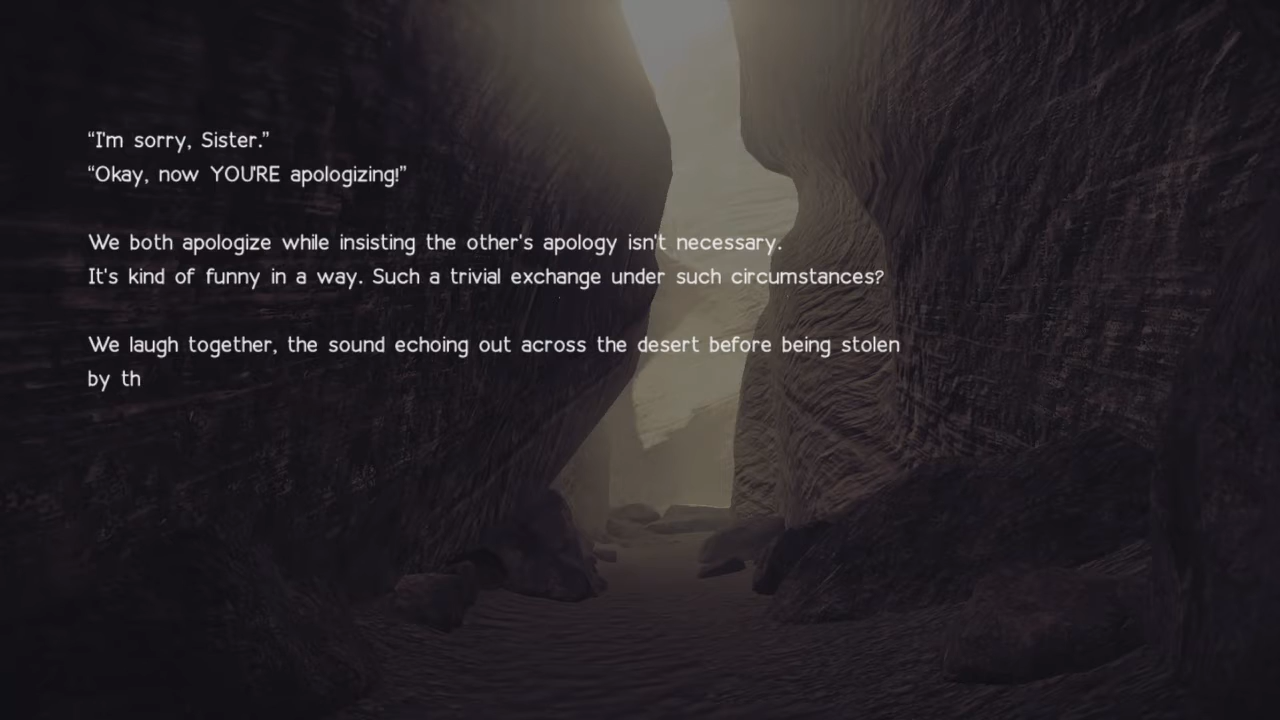 “I'm sorry, Sister.”
“Okay, now YOU'RE apologizing!”
We both apologize while insisting the other's apology isn't necessary.
It's kind of funny in a way. Such a trivial exchange under such circumstances?
We laugh together, the sound echoing out across the desert before being stolen
by th